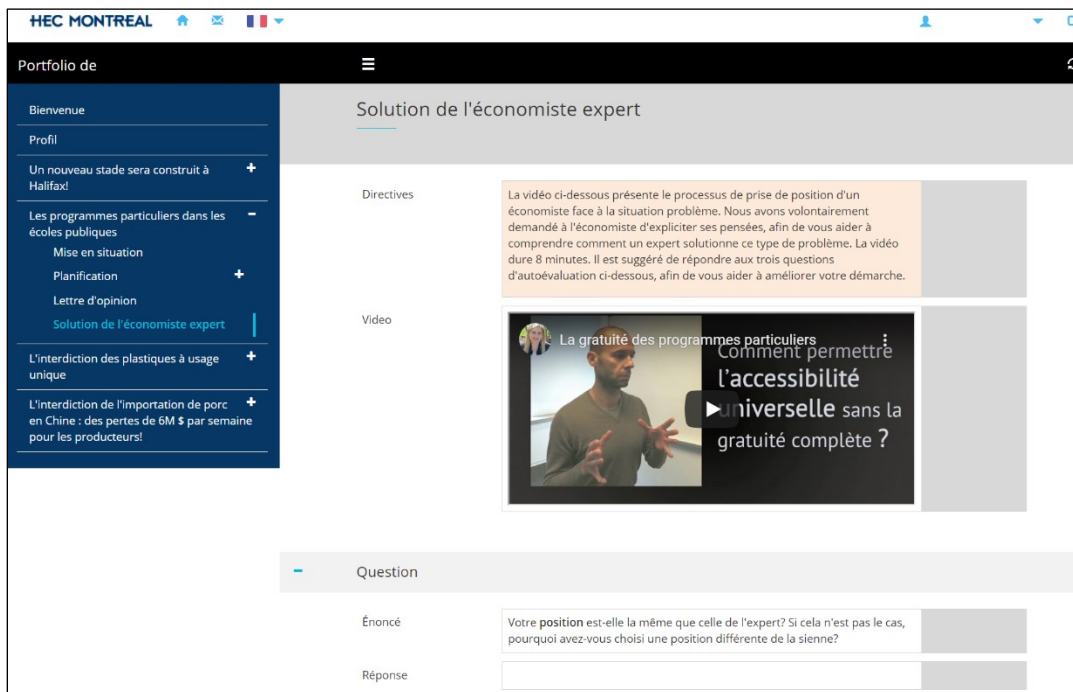 HEC MONTREAL
Portfolio de
Bienvenue
Profil
Un nouveau stade sera construit à
Halifax!
Les programmes particuliers dans les
écoles publiques
Mise en situation
Planification
Lettre d'opinion
Solution de l'économiste expert
L'interdiction des plastiques à usage
unique
L'interdiction de l'importation de porc
en Chine : des pertes de 6M $ par semaine
pour les producteurs!
Solution de l'économiste expert
Directives
La vidéo ci-dessous présente le processus de prise de position d'un
économiste face à la situation problème. Nous avons volontairement
demandé à l'économiste d'expliciter ses pensées, afin de vous aider à
comprendre comment un expert solutionne ce type de problème. La vidéo
dure 8 minutes. Il est suggéré de répondre aux trois questions
d'autoévaluation ci-dessous, afin de vous aider à améliorer votre démarche.
Video
La gratuité des programmes particuliers
Comment permettre
l'accessibilité
universelle sans la
gratuité complète ?
Question
Énoncé
Votre position est-elle la même que celle de l'expert? Si cela n'est pas le cas,
pourquoi avez-vous choisi une position différente de la sienne?
Réponse